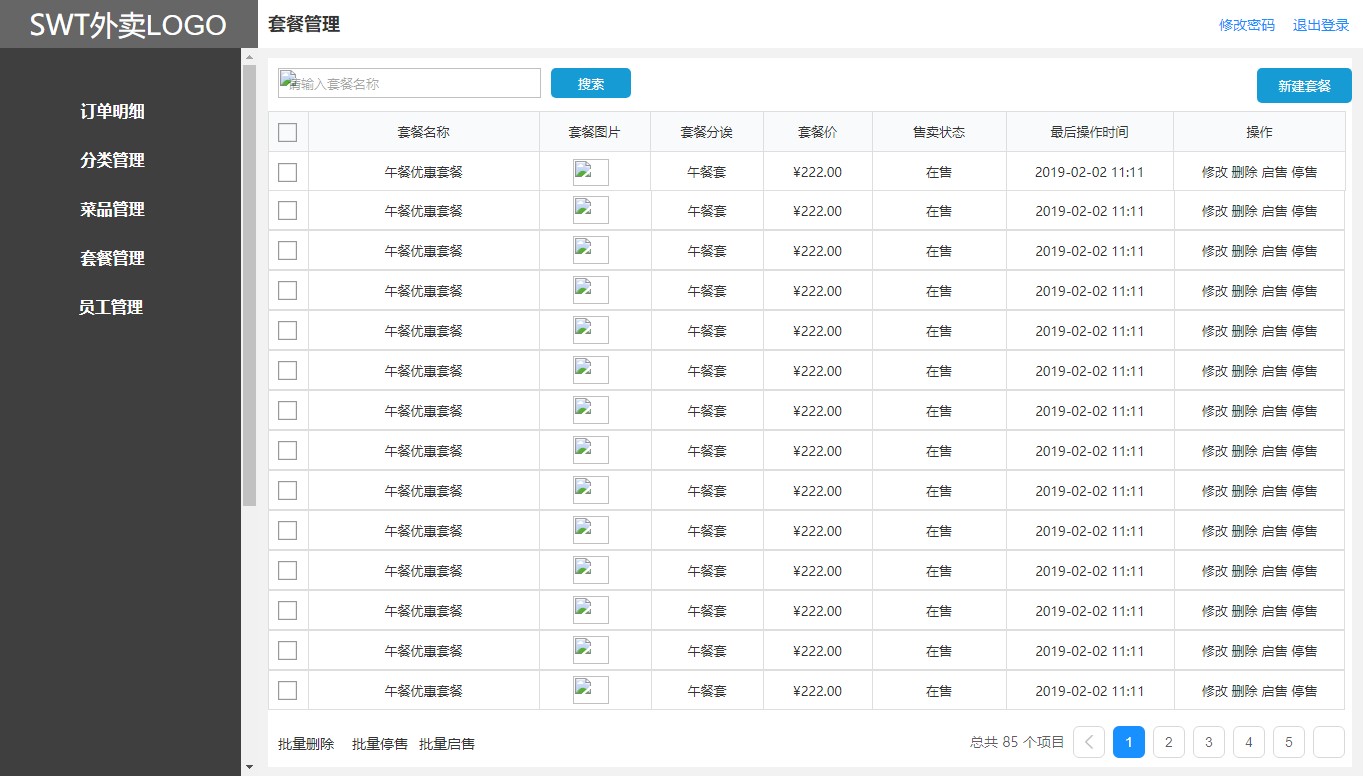 SWT外卖LOGO
套餐管理
修改密码 退出登录
订单明细
分类管理
菜品管理
套餐管理
员工管理
请输入套餐名称
搜索
新建套餐
套餐名称 套餐图片 套餐分误 套餐价 售卖状态 最后操作时间 操作
午餐优惠套餐 午餐套 ¥222.00 在售 2019-02-02 11:11 修改 删除 启售 停售
午餐优惠套餐 午餐套 ¥222.00 在售 2019-02-02 11:11 修改 删除 启售 停售
午餐优惠套餐 午餐套 ¥222.00 在售 2019-02-02 11:11 修改 删除 启售 停售
午餐优惠套餐 午餐套 ¥222.00 在售 2019-02-02 11:11 修改 删除 启售 停售
午餐优惠套餐 午餐套 ¥222.00 在售 2019-02-02 11:11 修改 删除 启售 停售
午餐优惠套餐 午餐套 ¥222.00 在售 2019-02-02 11:11 修改 删除 启售 停售
午餐优惠套餐 午餐套 ¥222.00 在售 2019-02-02 11:11 修改 删除 启售 停售
午餐优惠套餐 午餐套 ¥222.00 在售 2019-02-02 11:11 修改 删除 启售 停售
午餐优惠套餐 午餐套 ¥222.00 在售 2019-02-02 11:11 修改 删除 启售 停售
午餐优惠套餐 午餐套 ¥222.00 在售 2019-02-02 11:11 修改 删除 启售 停售
午餐优惠套餐 午餐套 ¥222.00 在售 2019-02-02 11:11 修改 删除 启售 停售
午餐优惠套餐 午餐套 ¥222.00 在售 2019-02-02 11:11 修改 删除 启售 停售
午餐优惠套餐 午餐套 ¥222.00 在售 2019-02-02 11:11 修改 删除 启售 停售
午餐优惠套餐 午餐套 ¥222.00 在售 2019-02-02 11:11 修改 删除 启售 停售
批量删除 批量停售 批量启售
总共 85 个项目 1 2 3 4 5